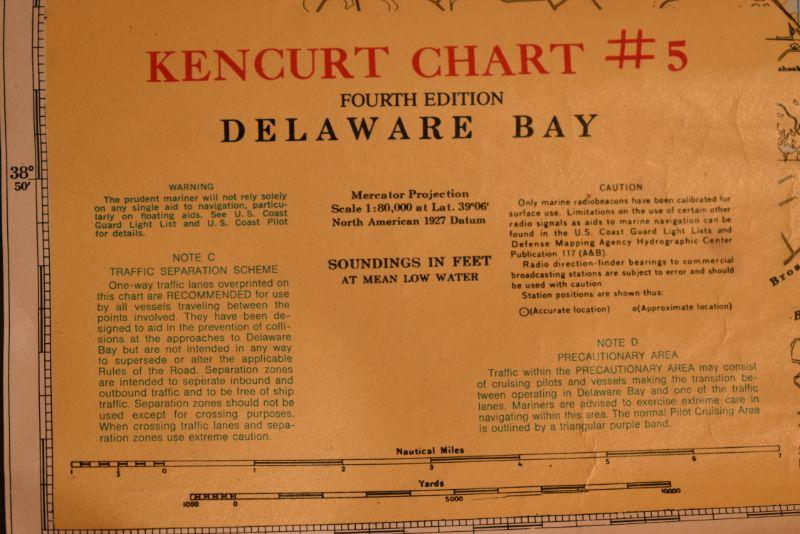 KENCURT CHART #5
FOURTH EDITION
DELAWARE BAY
38°
50'
WARNING
The prudent mariner will not rely solely
on any single aid to navigation, particu-
larly on floating aids. See U.S. Coast
Guard Light List and U.S. Coast Pilot
for details.
NOTE C
TRAFFIC SEPARATION SCHEME
One-way traffic lanes overprinted on
this chart are RECOMMENDED for use
by all vessels traveling between the
points involved. They have been de-
signed to aid in the prevention of colli-
sions at the approaches to Delaware
Bay but are not intended in any way
to supersede or alter the applicable
Rules of the Road. Separation zones
are intended to seperate inbound and
outbound traffic and to be free of ship
traffic. Separation zones should not be
used except for crossing purposes.
When crossing traffic lanes and sepa-
ration zones use extreme caution.
Mercator Projection
Scale 1:80,000 at Lat. 39°06'
North American 1927 Datum
SOUNDINGS IN FEET
AT MEAN LOW WATER
CAUTION
Only marine radiobeacons have been calibrated for
surface use. Limitations on the use of certain other
radio signals as aids to marine navigation can be
found in the U.S. Coast Guard Light Lists and
Defense Mapping Agency Hydrographic Center
Publication 117 (A&B).
Radio direction-finder bearings to commercial
broadcasting stations are subject to error and should
be used with caution.
Station positions are shown thus:
(Accurate location) o(Approximate location)
NOTE D
PRECAUTIONARY AREA
Traffic within the PRECAUTIONARY AREA may consist
of cruising pilots and vessels making the transition be-
tween operating in Delaware Bay and one of the traffic
lanes. Mariners are advised to exercise extreme care in
navigating within this area. The normal Pilot Cruising Area
is outlined by a triangular purple band.
Nautical Miles
1 0 1 2 3 4 5 6 7
Yards
1000 0 5000 10000